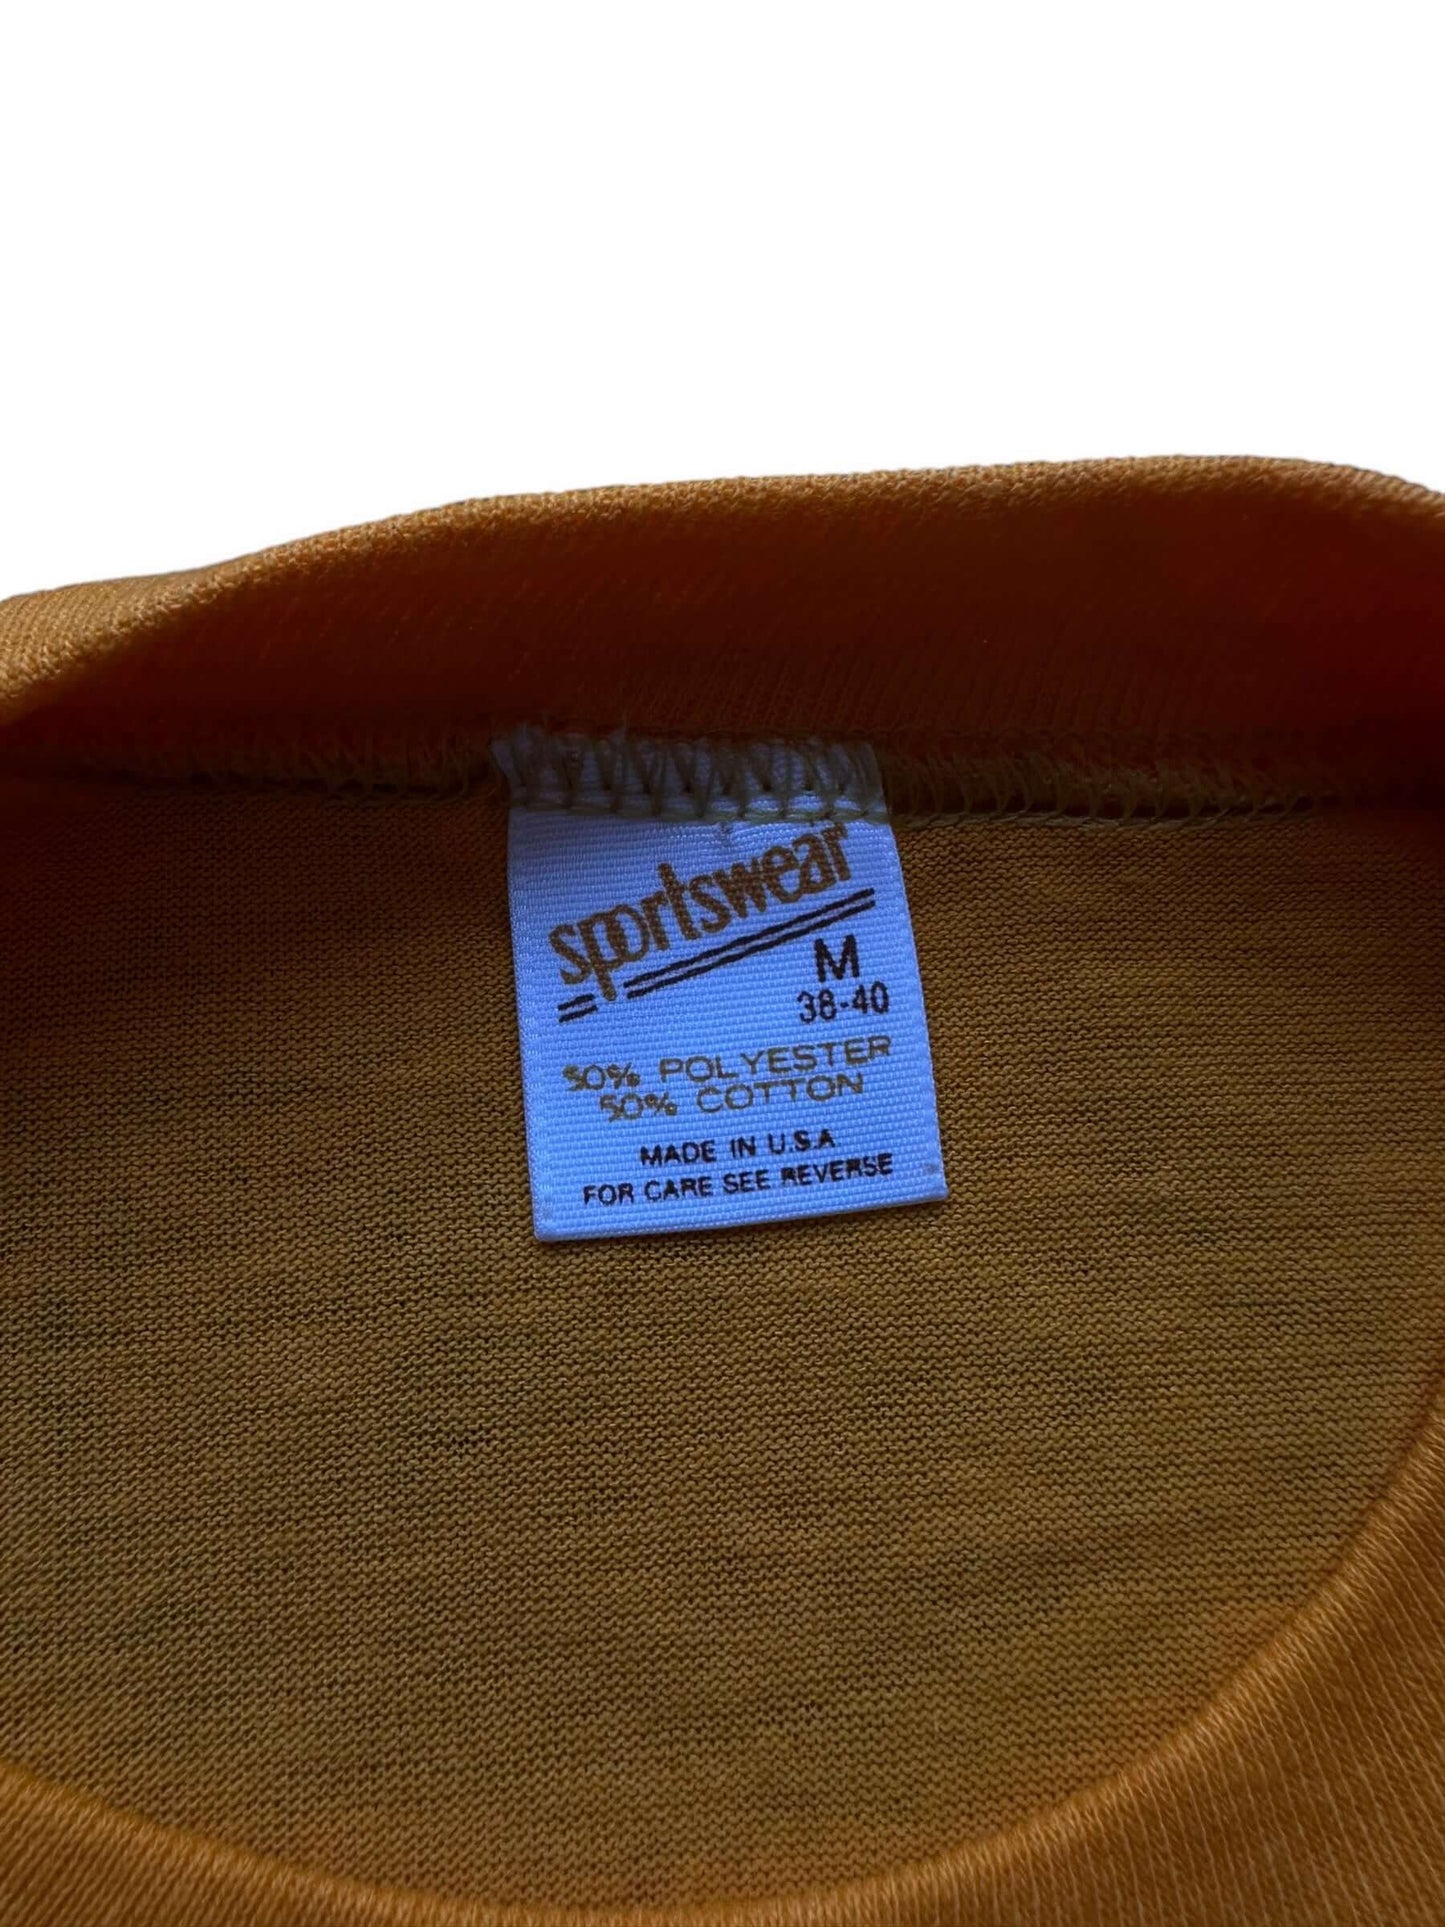 sportswear
M
38-40
50% POLYESTER
50% COTTON
MADE IN U.S.A
FOR CARE SEE REVERSE